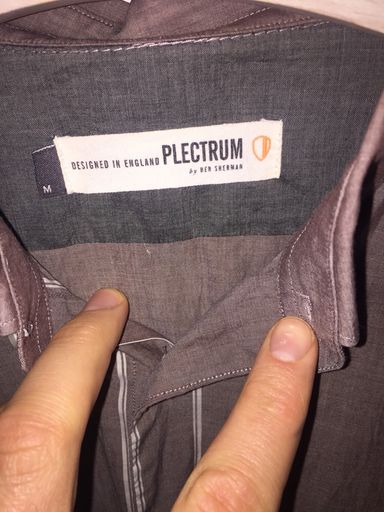 DESIGNED IN ENGLAND PLECTRUM
by BEN SHERMAN
M